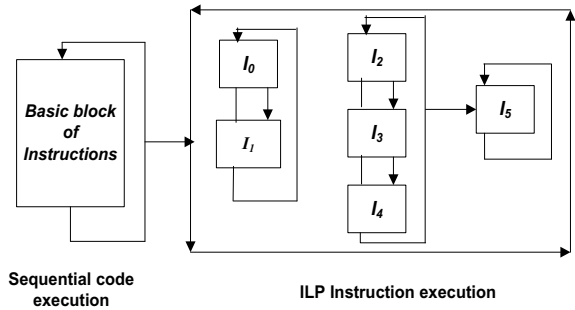 Basic block
of
Instructions
I0
I1
I2
I3
I4
I5
Sequential code
execution
ILP Instruction execution